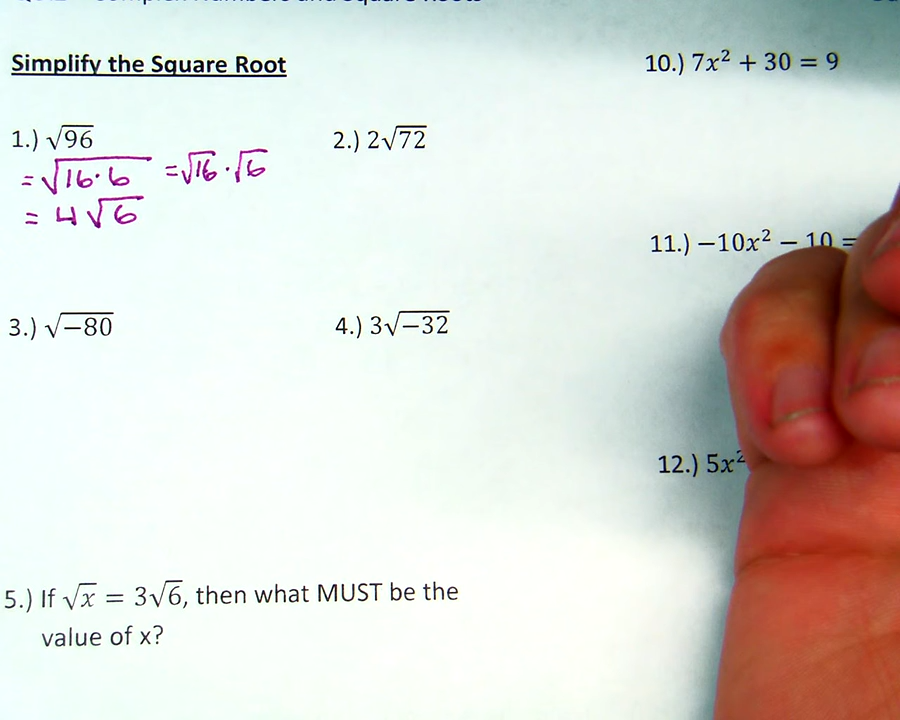 Simplify the Square Root
1.) √96
= √16·6 = √16 · √6
= 4√6
2.) 2√72
3.) √−80
4.) 3√−32
5.) If √x = 3√6, then what MUST be the
value of x?
10.) 7x² + 30 = 9
11.) −10x² − 10 =
12.) 5x²